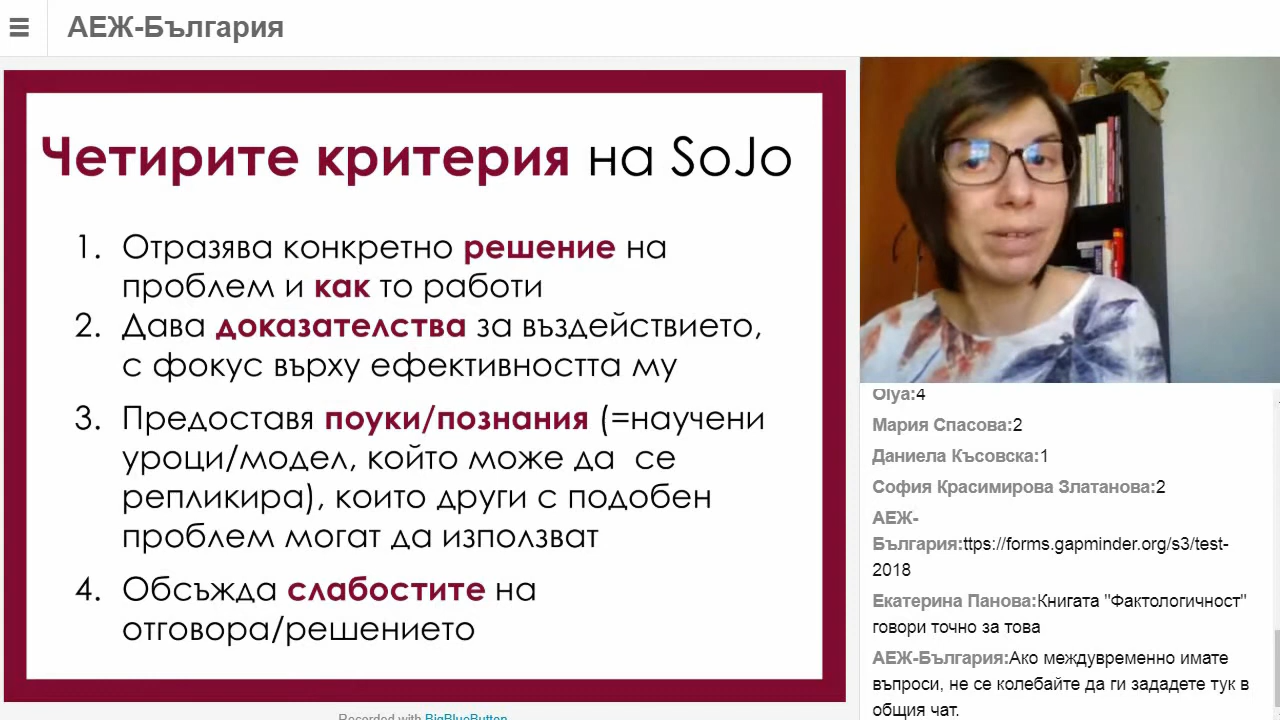 АЕЖ-България
Четирите критерия на SoJo
1. Отразява конкретно решение на
проблем и как то работи
2. Дава доказателства за въздействието,
с фокус върху ефективността му
3. Предоставя поуки/познания (=научени
уроци/модел, който може да се
репликира), които други с подобен
проблем могат да използват
4. Обсъжда слабостите на
отговора/решението
Recorded with BigBlueButton
Olya:4
Мария Спасова:2
Даниела Късовска:1
София Красимирова Златанова:2
АЕЖ-
България:ttps://forms.gapminder.org/s3/test-
2018
Екатерина Панова:Книгата "Фактологичност"
говори точно за това
АЕЖ-България:Ако междувременно имате
въпроси, не се колебайте да ги зададете тук в
общия чат.